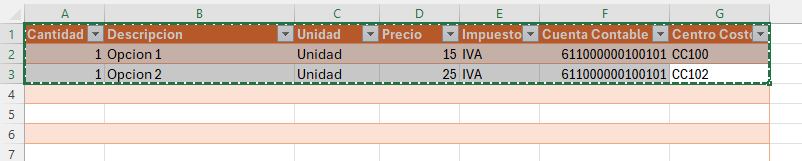 A B C D E F G
1 Cantidad Descripcion Unidad Precio Impuesto Cuenta Contable Centro Costo
2 1 Opcion 1 Unidad 15 IVA 611000000100101 CC100
3 1 Opcion 2 Unidad 25 IVA 611000000100101 CC102
4
5
6
7